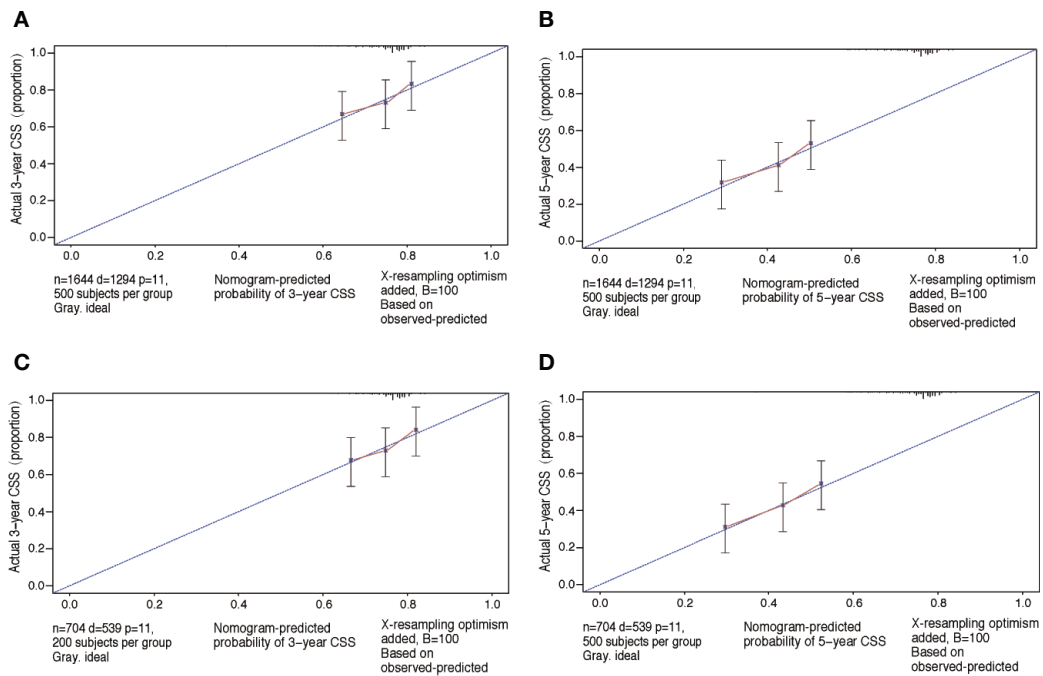 A
Actual 3–year CSS (proportion)
1.0
0.8
0.6
0.4
0.2
0.0
0.0 0.2 0.4 0.6 0.8 1.0
n=1644 d=1294 p=11,
500 subjects per group
Gray. ideal
Nomogram-predicted
probability of 3–year CSS
X-resampling optimism
added, B=100
Based on
observed-predicted
B
Actual 5–year CSS (proportion)
1.0
0.8
0.6
0.4
0.2
0.0
0.0 0.2 0.4 0.6 0.8 1.0
n=1644 d=1294 p=11,
500 subjects per group
Gray. ideal
Nomogram-predicted
probability of 5–year CSS
X-resampling optimism
added, B=100
Based on
observed-predicted
C
Actual 3–year CSS (proportion)
1.0
0.8
0.6
0.4
0.2
0.0
0.0 0.2 0.4 0.6 0.8 1.0
n=704 d=539 p=11,
200 subjects per group
Gray. ideal
Nomogram-predicted
probability of 3–year CSS
X-resampling optimism
added, B=100
Based on
observed-predicted
D
Actual 5–year CSS (proportion)
1.0
0.8
0.6
0.4
0.2
0.0
0.0 0.2 0.4 0.6 0.8 1.0
n=704 d=539 p=11,
500 subjects per group
Gray. ideal
Nomogram-predicted
probability of 5–year CSS
X-resampling optimism
added, B=100
Based on
observed-predicted